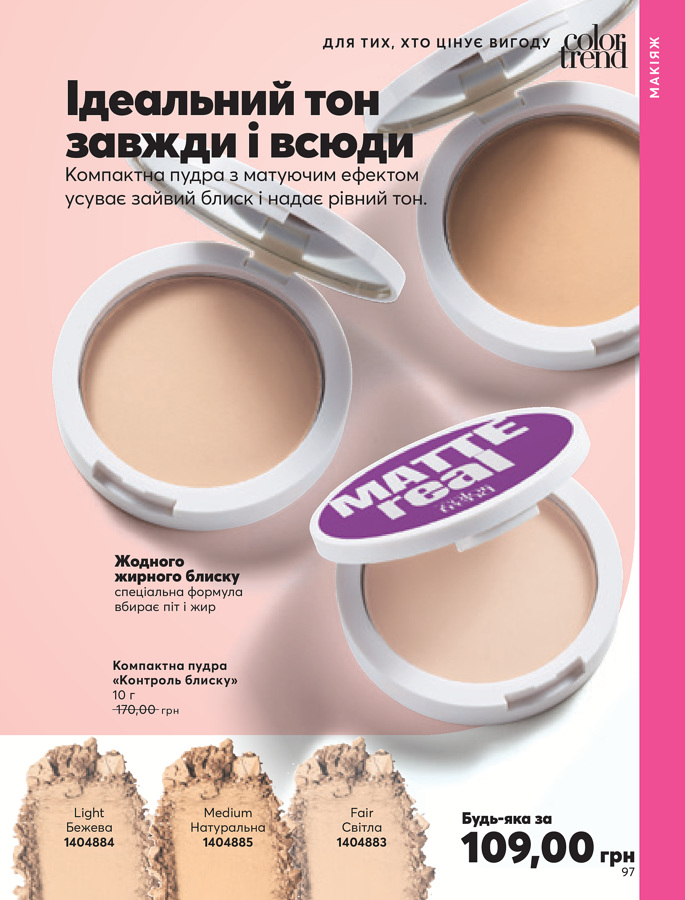 ДЛЯ ТИХ, ХТО ЦІНУЄ ВИГОДУ
color
trend
МАКІЯЖ
Ідеальний тон
завжди і всюди
Компактна пудра з матуючим ефектом
усуває зайвий блиск і надає рівний тон.
MATTE
real
Жодного
жирного блиску
спеціальна формула
вбирає піт і жир
Компактна пудра
«Контроль блиску»
10 г
170,00 грн
Light
Бежева
1404884
Medium
Натуральна
1404885
Fair
Світла
1404883
Будь-яка за
109,00 грн
97